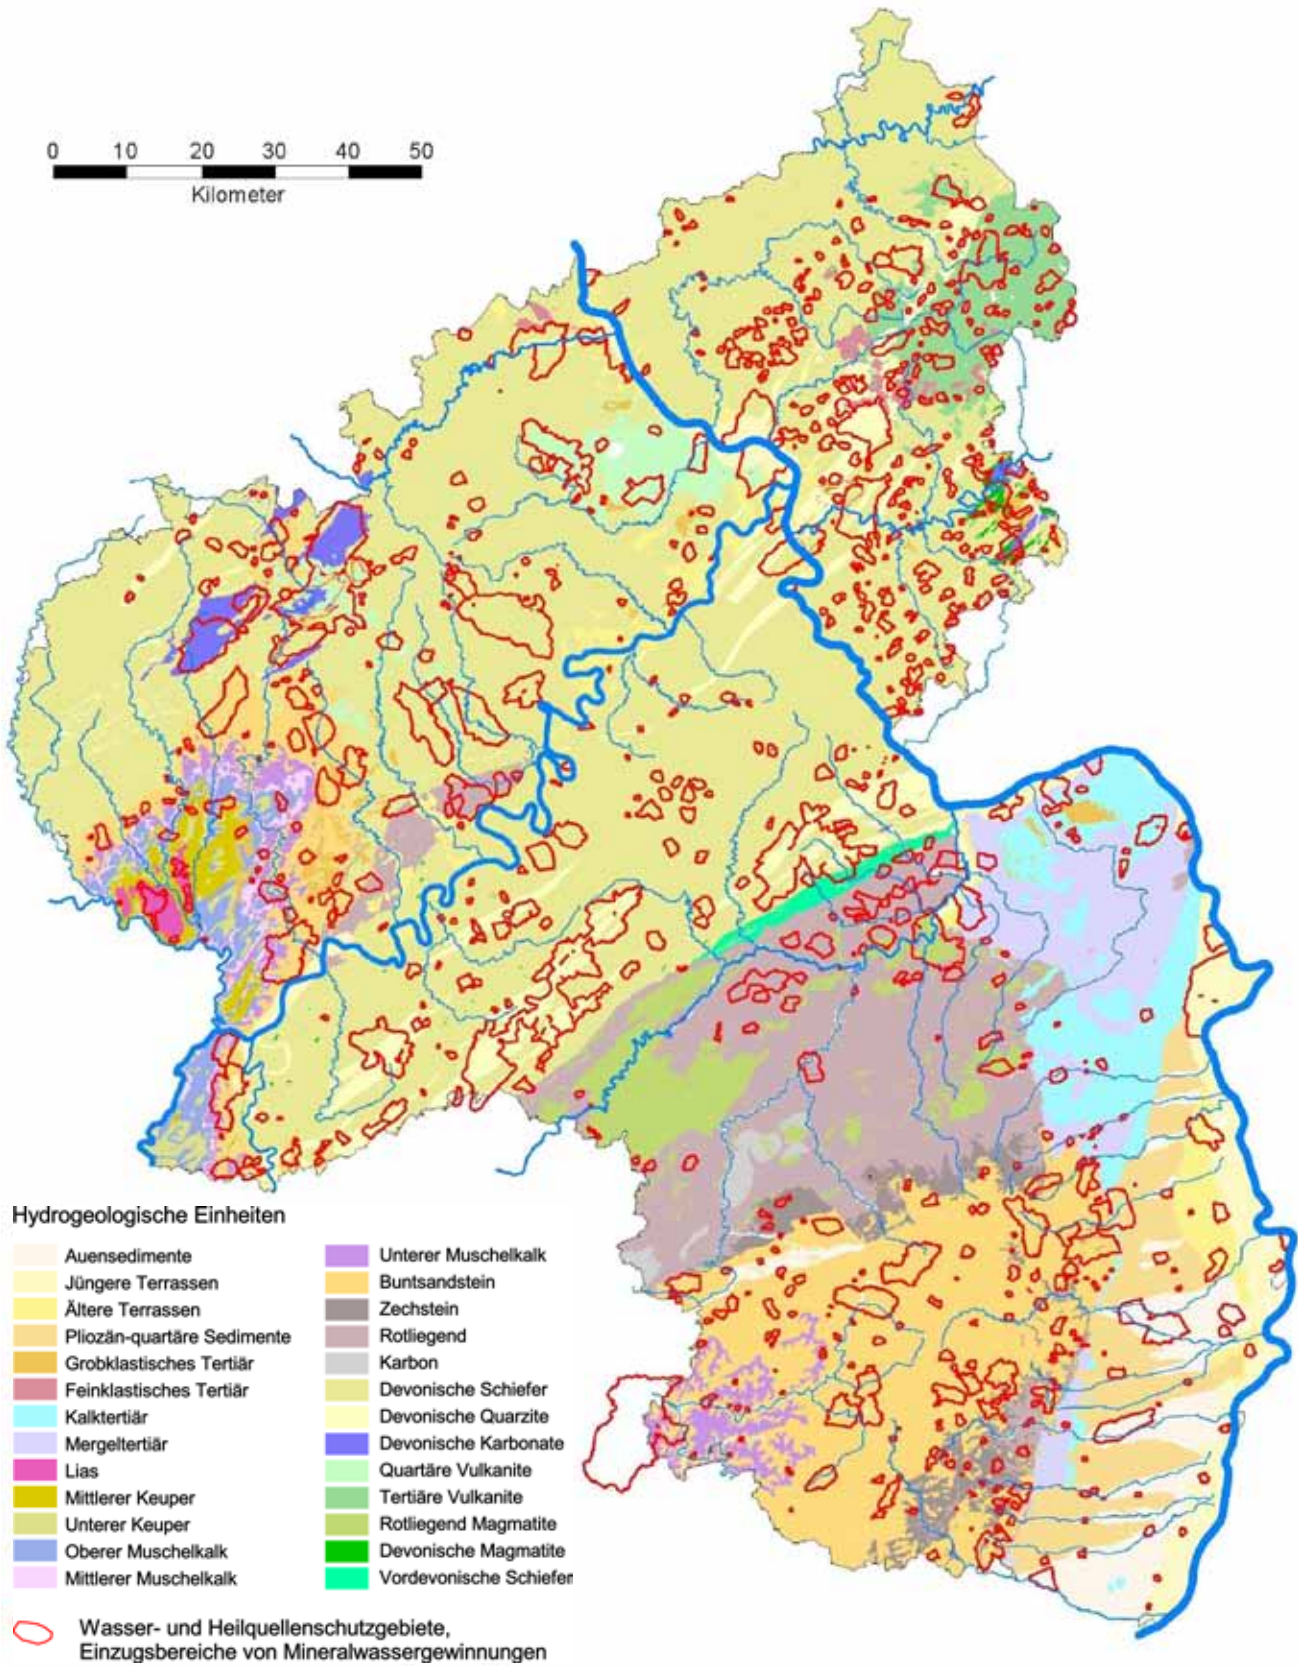 0 10 20 30 40 50
Kilometer
Hydrogeologische Einheiten
Auensedimente
Jüngere Terrassen
Ältere Terrassen
Pliozän-quartäre Sedimente
Grobklastisches Tertiär
Feinklastisches Tertiär
Kalktertiär
Mergeltertiär
Lias
Mittlerer Keuper
Unterer Keuper
Oberer Muschelkalk
Mittlerer Muschelkalk
Unterer Muschelkalk
Buntsandstein
Zechstein
Rotliegend
Karbon
Devonische Schiefer
Devonische Quarzite
Devonische Karbonate
Quartäre Vulkanite
Tertiäre Vulkanite
Rotliegend Magmatite
Devonische Magmatite
Vordevonische Schiefer
Wasser- und Heilquellenschutzgebiete,
Einzugsbereiche von Mineralwassergewinnungen